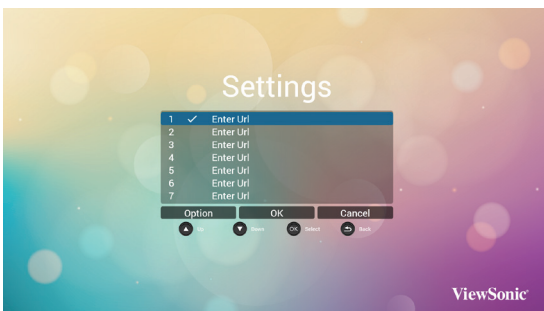 Settings
1 ✓ Enter Url
2 Enter Url
3 Enter Url
4 Enter Url
5 Enter Url
6 Enter Url
7 Enter Url
Option OK Cancel
Up Down OK Select Back
ViewSonic